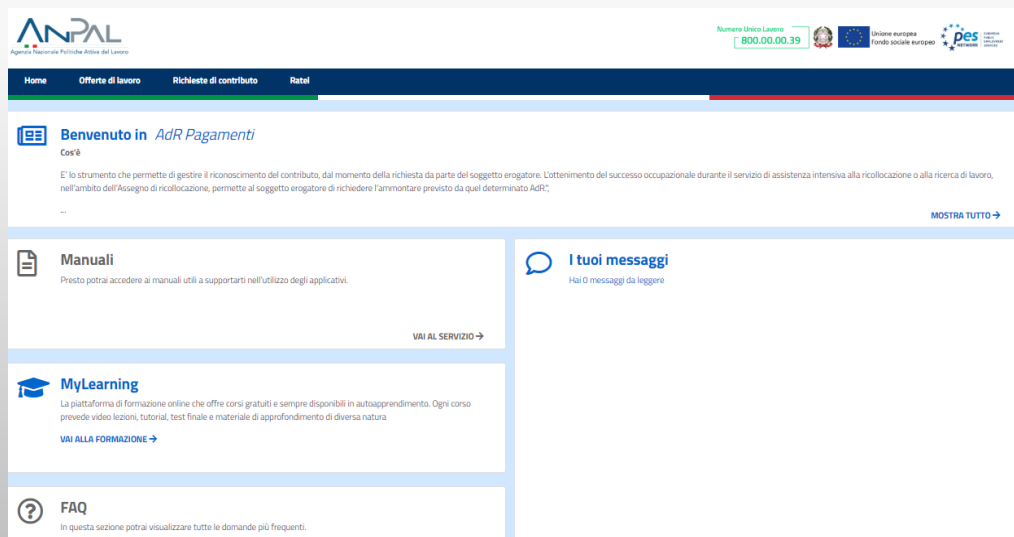 ANPAL
Agenzia Nazionale Politiche Attive del Lavoro
Numero Unico Lavoro
800.00.00.39
Unione europea
Fondo sociale europeo
pes
NETWORK
Home Offerte di lavoro Richieste di contributo Ratei
Benvenuto in AdR Pagamenti
Cos'è
E' lo strumento che permette di gestire il riconoscimento del contributo, dal momento della richiesta da parte del soggetto erogatore. L'ottenimento del successo occupazionale durante il servizio di assistenza intensiva alla ricollocazione o alla ricerca di lavoro,
nell'ambito dell'Assegno di ricollocazione, permette al soggetto erogatore di richiedere l'ammontare previsto da quel determinato AdR.",
...
MOSTRA TUTTO →
Manuali
Presto potrai accedere ai manuali utili a supportarti nell'utilizzo degli applicativi.
VAI AL SERVIZIO →
I tuoi messaggi
Hai 0 messaggi da leggere
MyLearning
La piattaforma di formazione online che offre corsi gratuiti e sempre disponibili in autoapprendimento. Ogni corso
prevede video lezioni, tutorial, test finale e materiale di approfondimento di diversa natura
VAI ALLA FORMAZIONE →
FAQ
In questa sezione potrai visualizzare tutte le domande più frequenti.